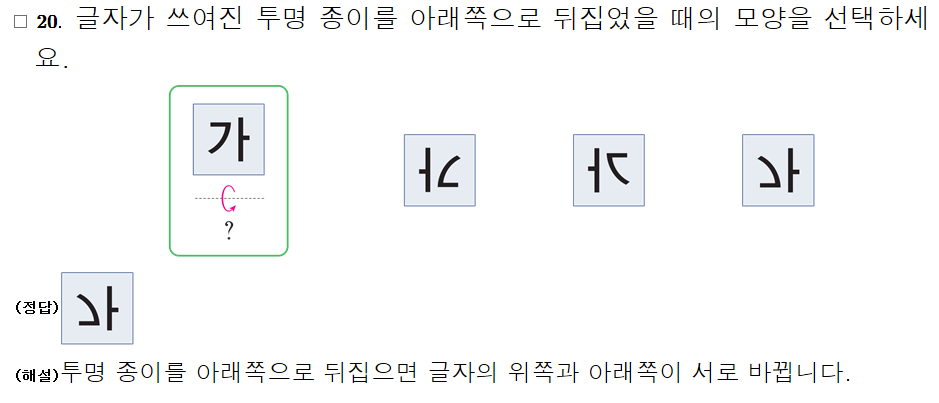 □ 20. 글자가 쓰여진 투명 종이를 아래쪽으로 뒤집었을 때의 모양을 선택하세
요.
가
?
(정답)
(해설)투명 종이를 아래쪽으로 뒤집으면 글자의 위쪽과 아래쪽이 서로 바뀝니다.